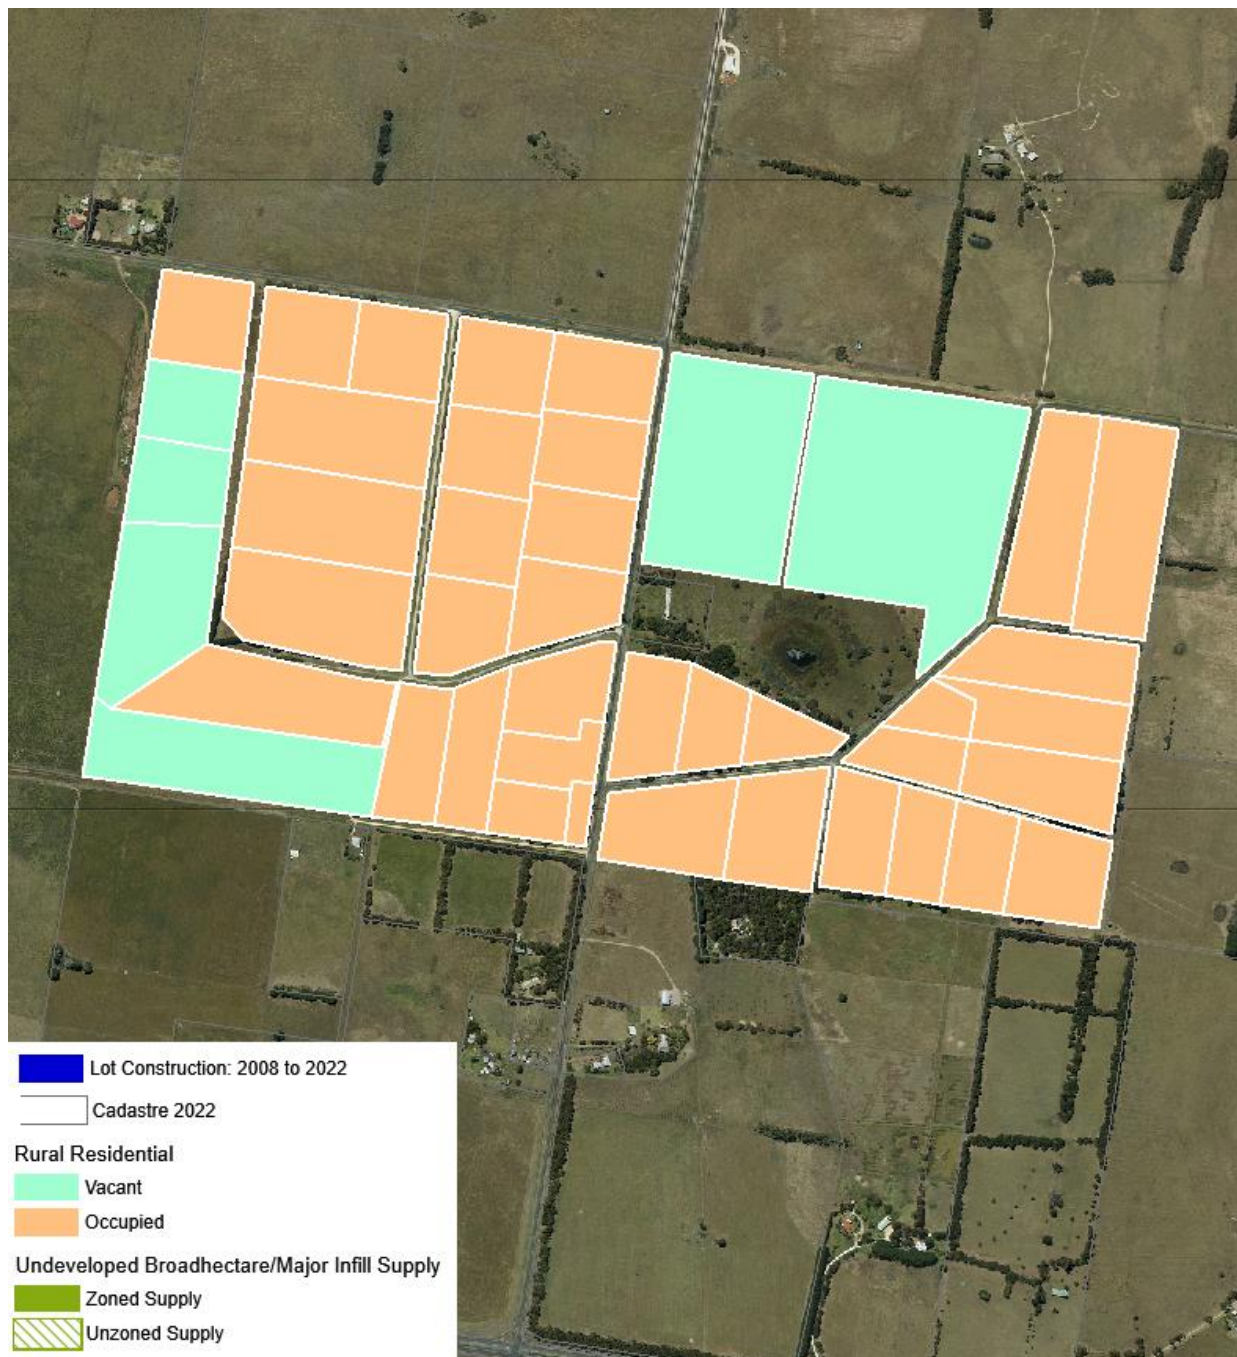 Lot Construction: 2008 to 2022
Cadastre 2022
Rural Residential
Vacant
Occupied
Undeveloped Broadhectare/Major Infill Supply
Zoned Supply
Unzoned Supply